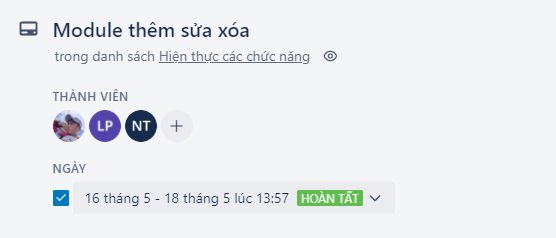 Module thêm sửa xóa
trong danh sách Hiện thực các chức năng
THÀNH VIÊN
LP NT
NGÀY
16 tháng 5 - 18 tháng 5 lúc 13:57 HOÀN TẤT